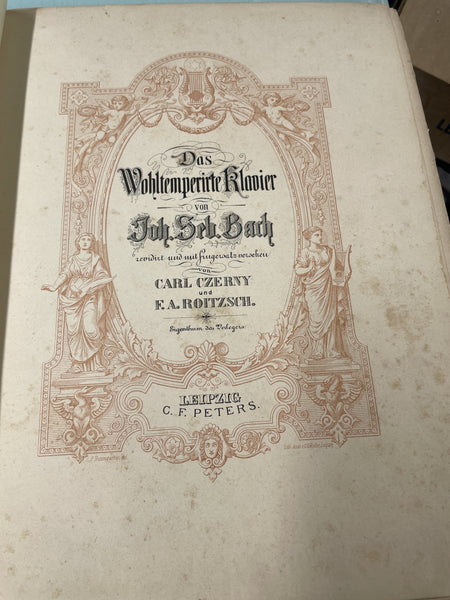 Das
Wohltemperirte Klavier
von
Joh. Seb. Bach
revidirt und mit Fingersatz versehen
von
CARL CZERNY
und
F. A. ROITZSCH.
Eigenthum des Verlegers.
LEIPZIG
C. F. PETERS.